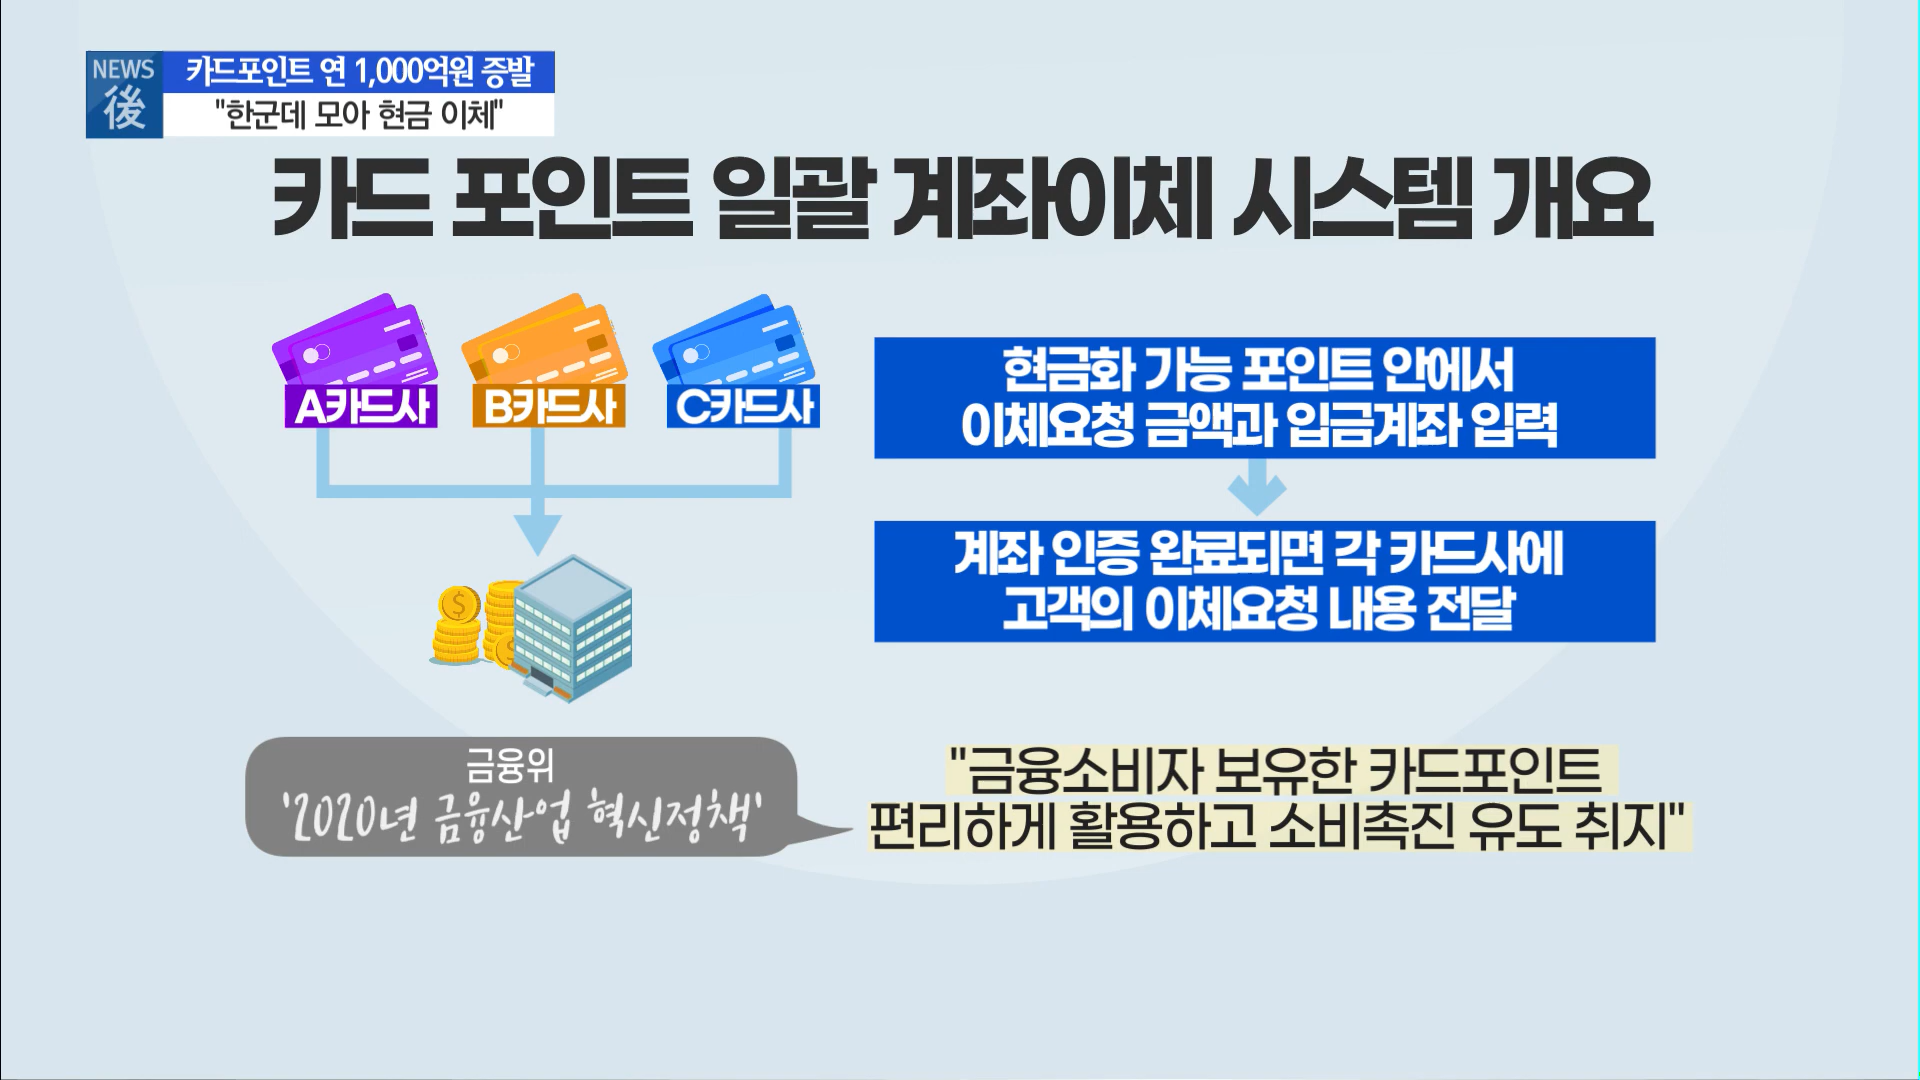 NEWS
後
카드포인트 연 1,000억원 증발
"한군데 모아 현금 이체"
카드 포인트 일괄 계좌이체 시스템 개요
A카드사
B카드사
C카드사
현금화 가능 포인트 안에서
이체요청 금액과 입금계좌 입력
계좌 인증 완료되면 각 카드사에
고객의 이체요청 내용 전달
금융위
'2020년 금융산업 혁신정책'
"금융소비자 보유한 카드포인트
편리하게 활용하고 소비촉진 유도 취지"